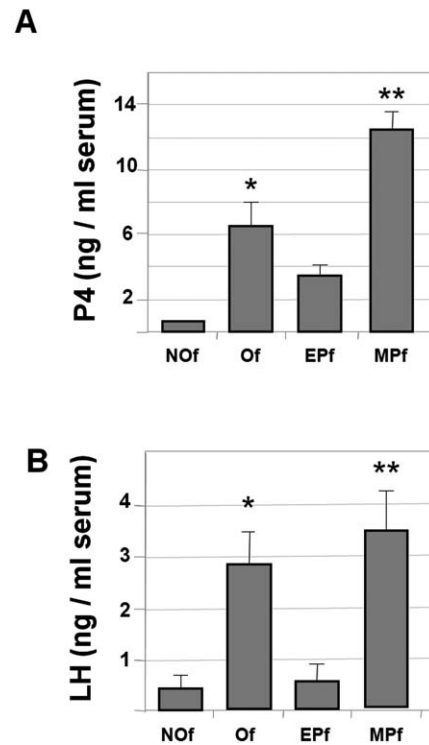 A
P4 (ng / ml serum)
14
10
6
2
*
**
NOf Of EPf MPf
B
LH (ng / ml serum)
4
3
2
1
*
**
NOf Of EPf MPf